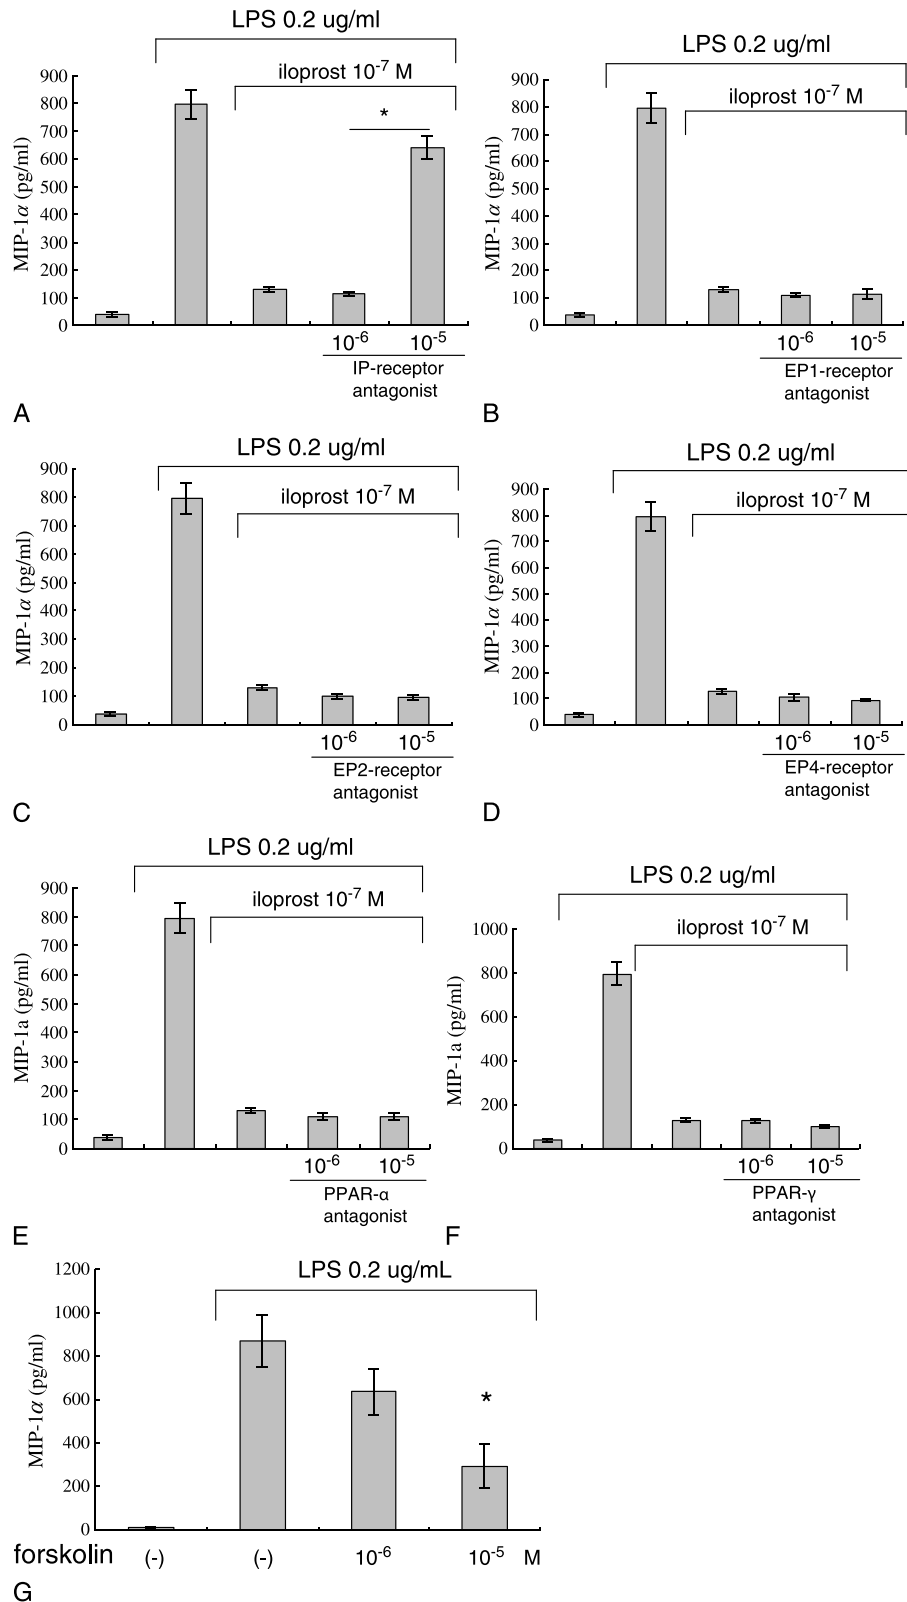 LPS 0.2 ug/ml
iloprost 10⁻⁷ M
*
MIP-1α (pg/ml)
900
800
700
600
500
400
300
200
100
0
10⁻⁶ 10⁻⁵
IP-receptor
antagonist
A
LPS 0.2 ug/ml
iloprost 10⁻⁷ M
MIP-1α (pg/ml)
900
800
700
600
500
400
300
200
100
0
10⁻⁶ 10⁻⁵
EP1-receptor
antagonist
B
LPS 0.2 ug/ml
iloprost 10⁻⁷ M
MIP-1α (pg/ml)
900
800
700
600
500
400
300
200
100
0
10⁻⁶ 10⁻⁵
EP2-receptor
antagonist
C
LPS 0.2 ug/ml
iloprost 10⁻⁷ M
MIP-1α (pg/ml)
900
800
700
600
500
400
300
200
100
0
10⁻⁶ 10⁻⁵
EP4-receptor
antagonist
D
LPS 0.2 ug/ml
iloprost 10⁻⁷ M
MIP-1a (pg/ml)
900
800
700
600
500
400
300
200
100
0
10⁻⁶ 10⁻⁵
PPAR-α
antagonist
E
LPS 0.2 ug/ml
iloprost 10⁻⁷ M
MIP-1a (pg/ml)
1000
800
600
400
200
0
10⁻⁶ 10⁻⁵
PPAR-γ
antagonist
F
LPS 0.2 ug/mL
MIP-1α (pg/ml)
1200
1000
800
600
400
200
0
*
forskolin (-) (-) 10⁻⁶ 10⁻⁵ M
G